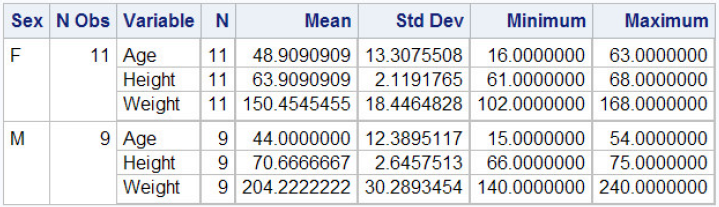 Sex N Obs Variable N Mean Std Dev Minimum Maximum
F 11 Age 11 48.9090909 13.3075508 16.0000000 63.0000000
Height 11 63.9090909 2.1191765 61.0000000 68.0000000
Weight 11 150.4545455 18.4464828 102.0000000 168.0000000
M 9 Age 9 44.0000000 12.3895117 15.0000000 54.0000000
Height 9 70.6666667 2.6457513 66.0000000 75.0000000
Weight 9 204.2222222 30.2893454 140.0000000 240.0000000